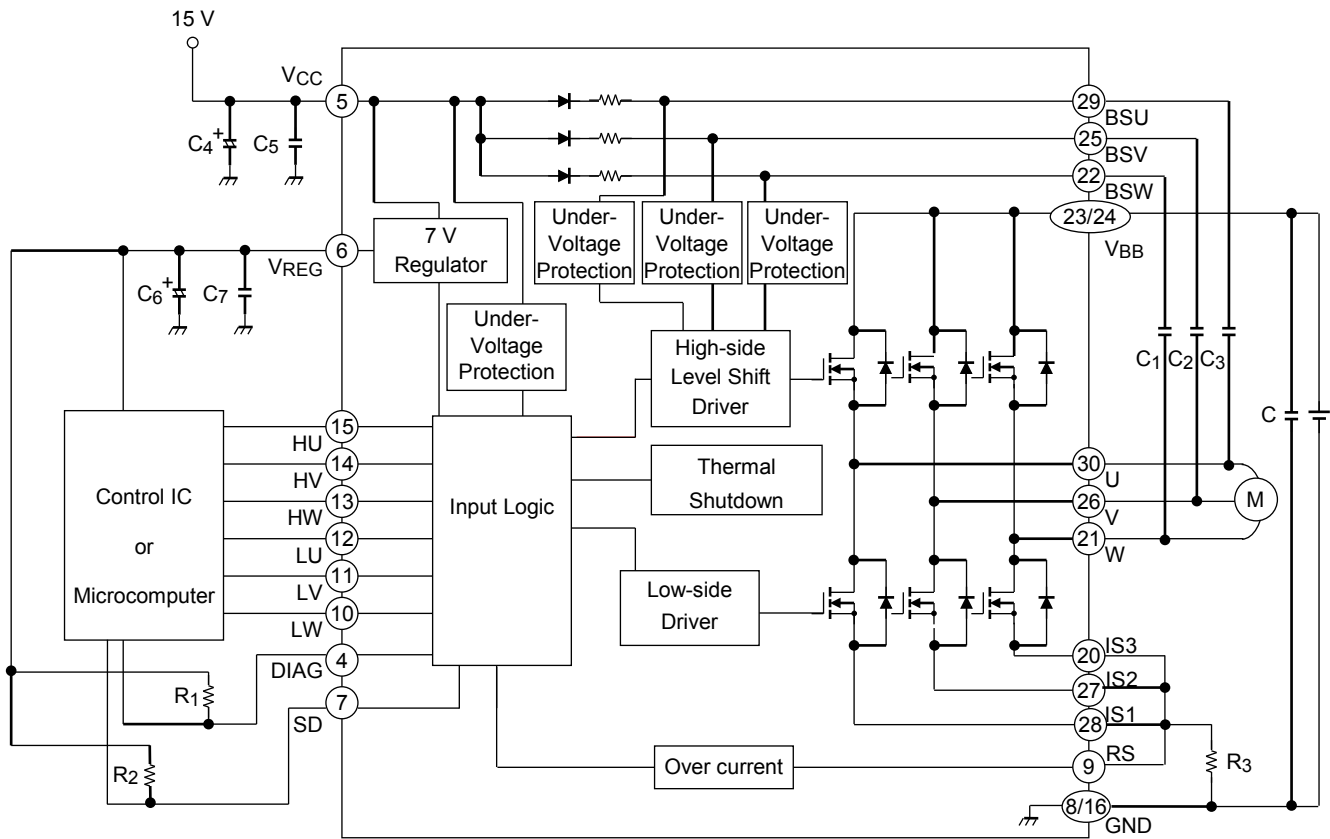 15 V
VCC
5
29
BSU
C4
+
C5
25
BSV
22
BSW
Under-
Voltage
Protection
Under-
Voltage
Protection
Under-
Voltage
Protection
23/24
VBB
7 V
Regulator
6
VREG
C6
+
C7
Under-
Voltage
Protection
High-side
Level Shift
Driver
C1
C2
C3
C
Control IC
or
Microcomputer
15
HU
14
HV
13
HW
12
LU
11
LV
10
LW
4
DIAG
7
SD
Input Logic
Thermal
Shutdown
Low-side
Driver
30
U
26
V
21
W
M
20
IS3
27
IS2
28
IS1
9
RS
R1
R2
R3
Over current
8/16
GND